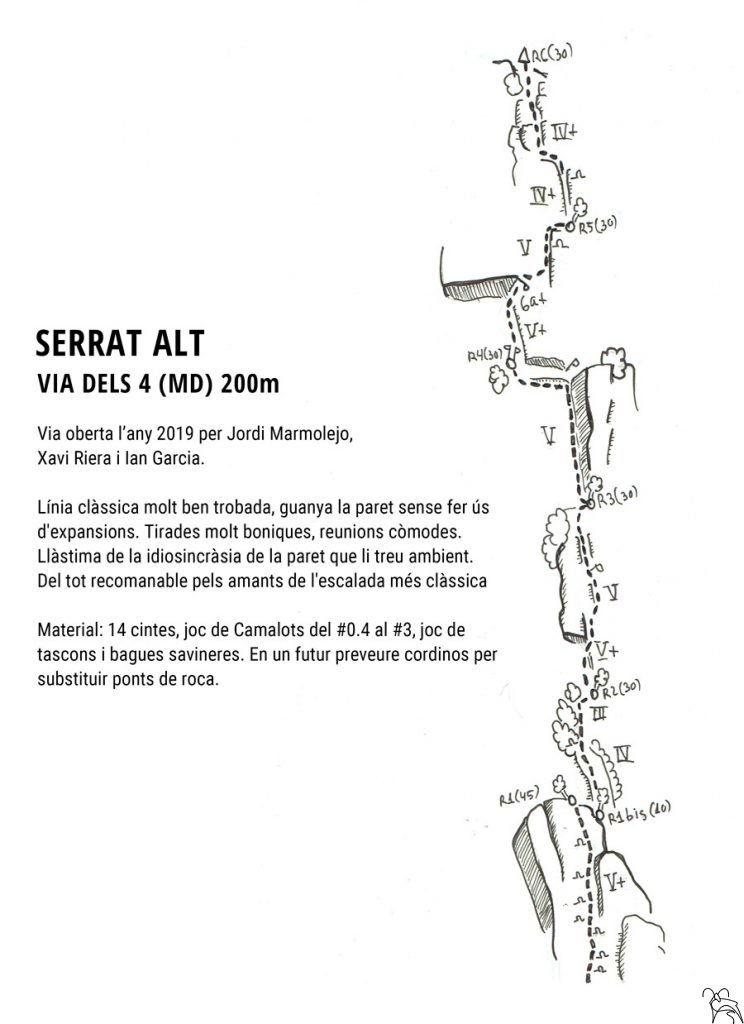 SERRAT ALT
VIA DELS 4 (MD) 200m
Via oberta l'any 2019 per Jordi Marmolejo,
Xavi Riera i Ian Garcia.
Línia clàssica molt ben trobada, guanya la paret sense fer ús
d'expansions. Tirades molt boniques, reunions còmodes.
Llàstima de la idiosincràsia de la paret que li treu ambient.
Del tot recomanable pels amants de l'escalada més clàssica
Material: 14 cintes, joc de Camalots del #0.4 al #3, joc de
tascons i bagues savineres. En un futur preveure cordinos per
substituir ponts de roca.
R6(30)
E
IV+
IV+
R5(30)
V
6a+
V+
R4(30)
V
R3(30)
V
V+
R2(30)
III
IV
R1(45)
R1bis(10)
V+